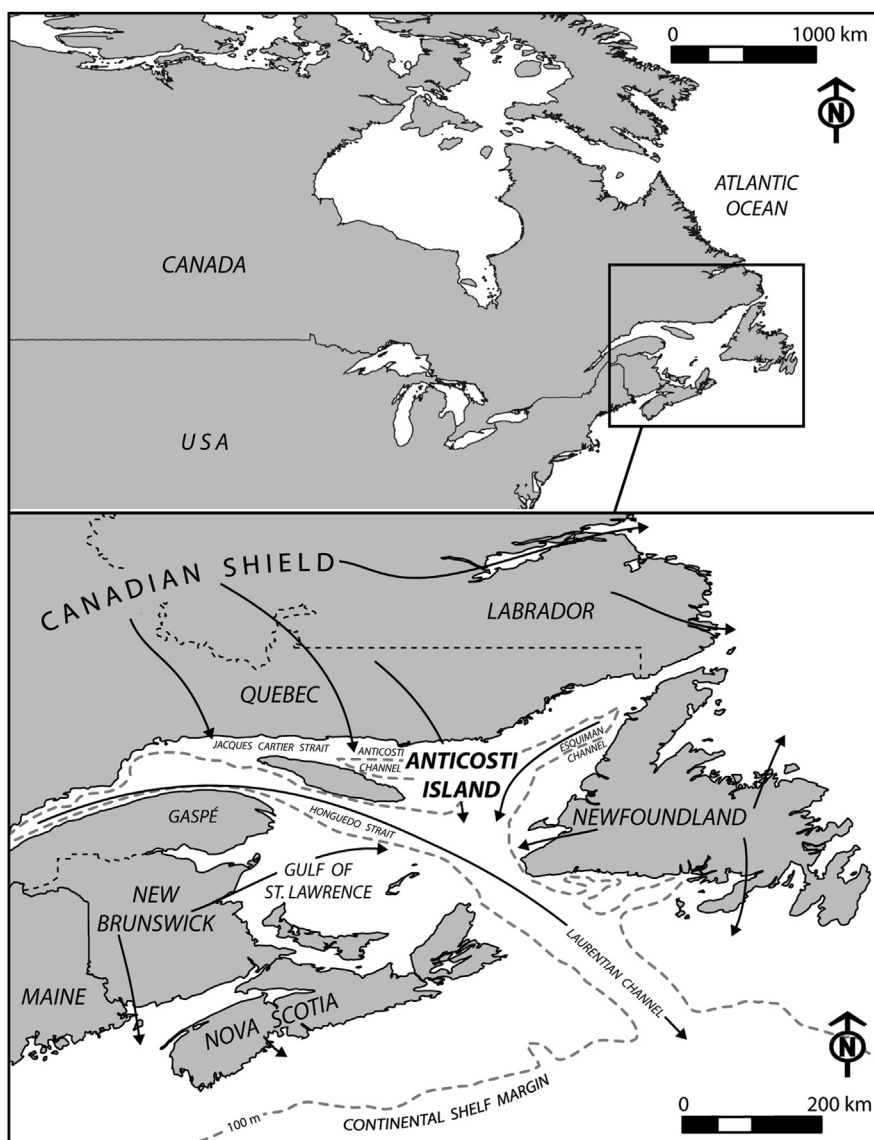 0 1000 km
N
ATLANTIC
OCEAN
CANADA
USA
CANADIAN SHIELD
LABRADOR
QUEBEC
JACQUES CARTIER STRAIT
ANTICOSTI
CHANNEL
ANTICOSTI
ISLAND
ESQUIMAN
CHANNEL
GASPÉ
HONGUEDO STRAIT
NEWFOUNDLAND
GULF OF
ST. LAWRENCE
NEW
BRUNSWICK
LAURENTIAN CHANNEL
MAINE
NOVA SCOTIA
N
100 m
CONTINENTAL SHELF MARGIN
0 200 km